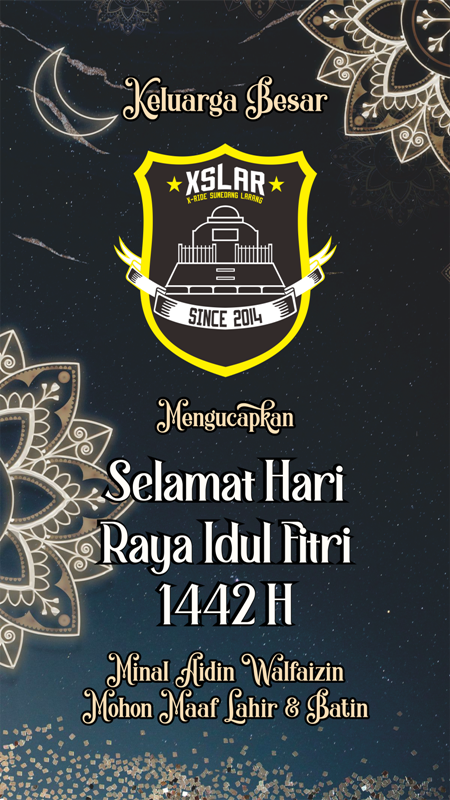 Keluarga Besar
XSLAR
X-RIDE SUMEDANG LARANG
SINCE 2014
Mengucapkan
Selamat Hari
Raya Idul Fitri
1442 H
Minal Aidin Walfaizin
Mohon Maaf Lahir & Batin